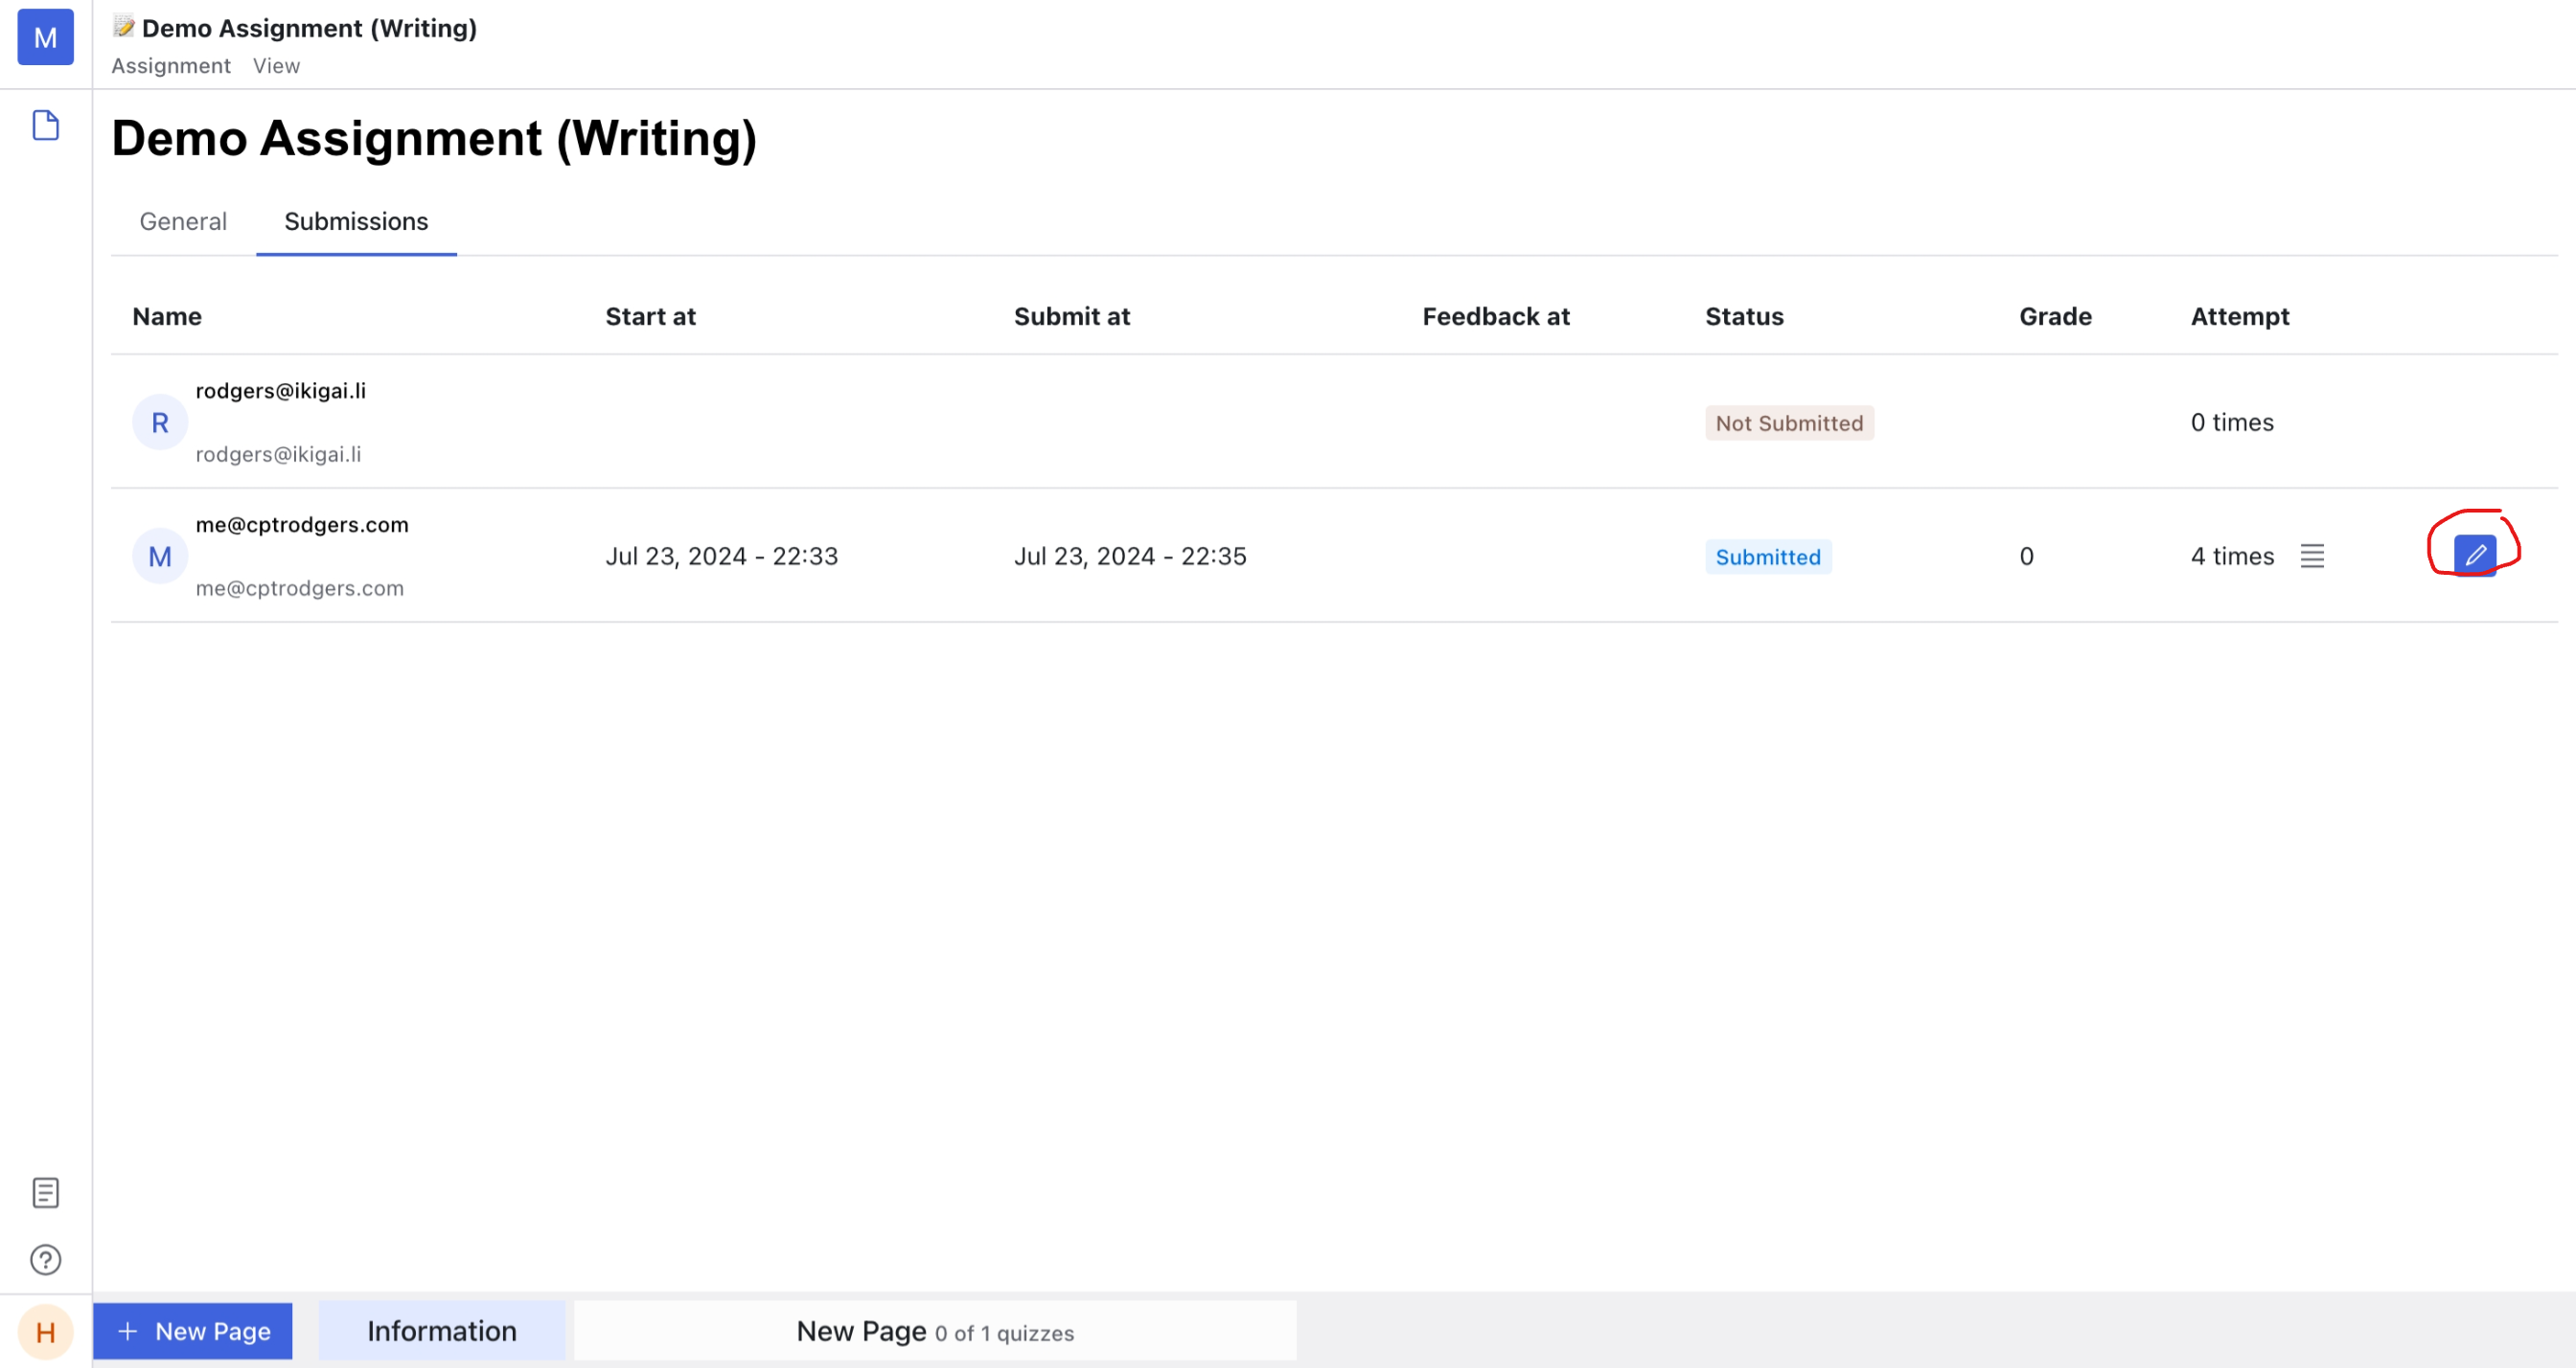 M
📝 Demo Assignment (Writing)
Assignment View
Demo Assignment (Writing)
General Submissions
Name Start at Submit at Feedback at Status Grade Attempt
rodgers@ikigai.li
R Not Submitted 0 times
rodgers@ikigai.li
me@cptrodgers.com
M Jul 23, 2024 - 22:33 Jul 23, 2024 - 22:35 Submitted 0 4 times
me@cptrodgers.com
?
H + New Page Information New Page 0 of 1 quizzes